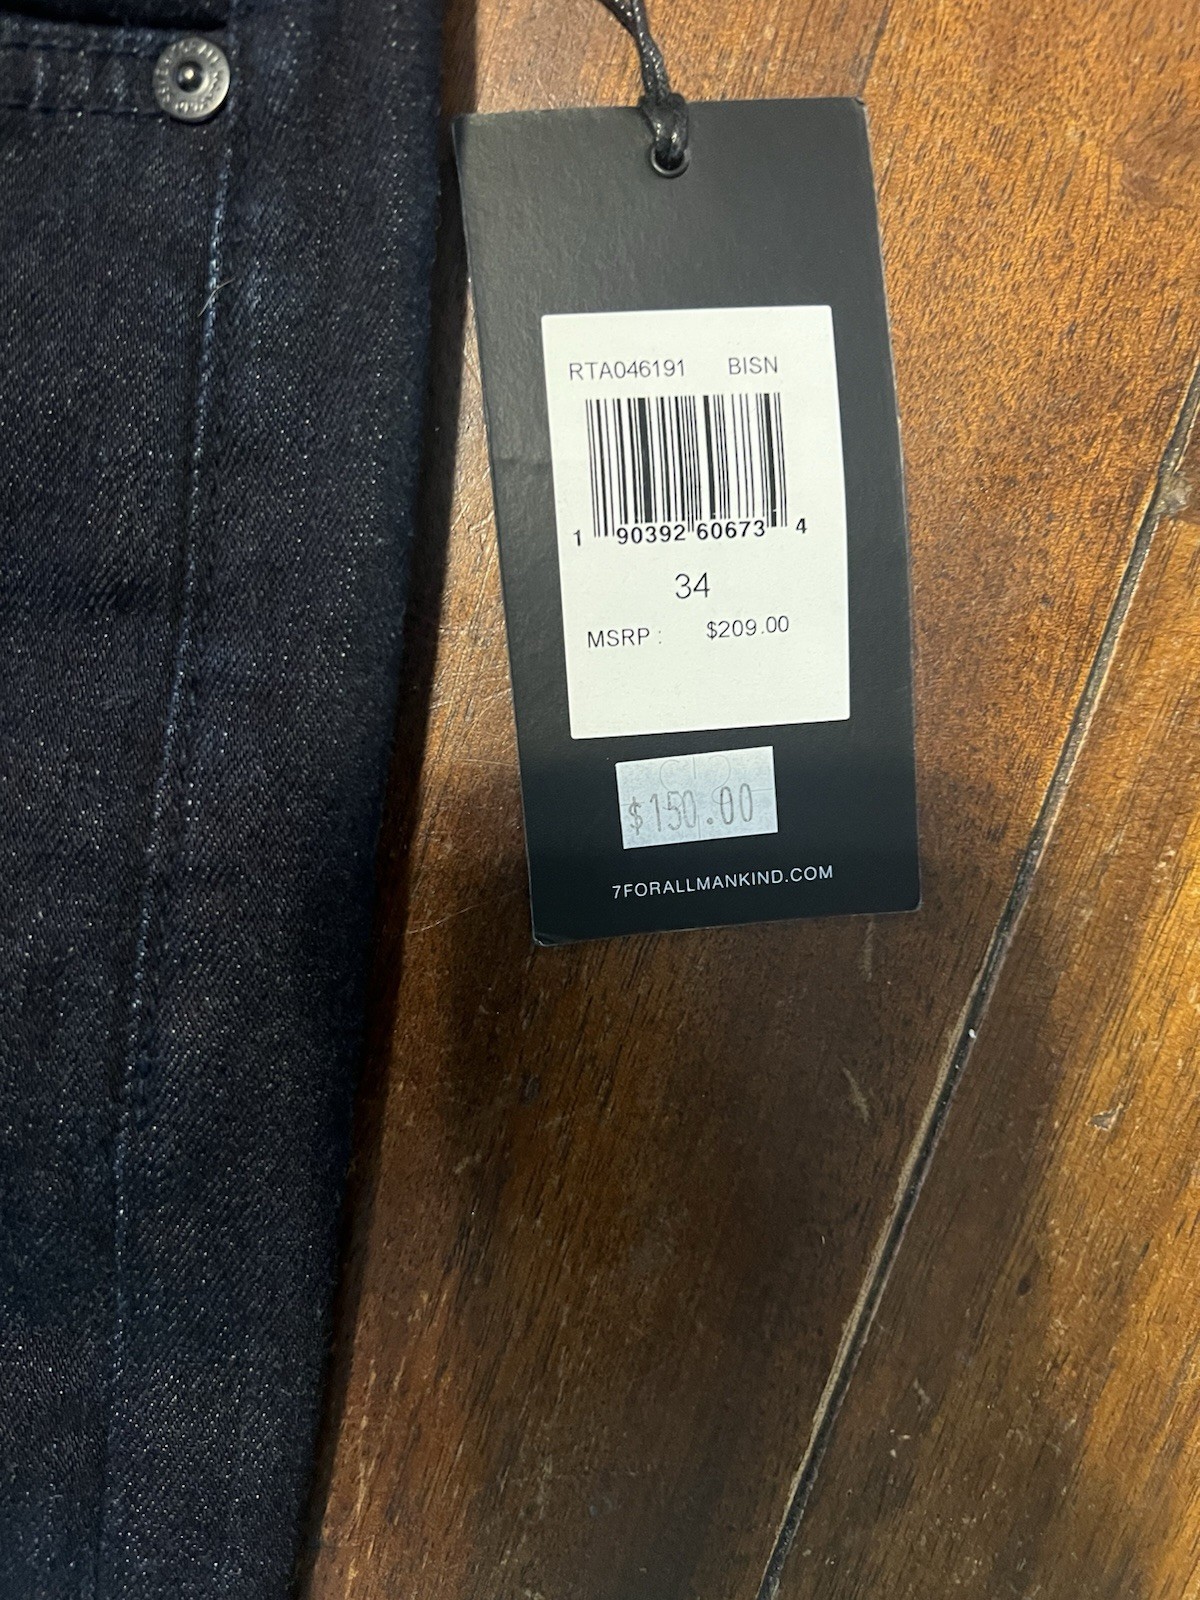 RTA046191 BISN
1 90392 60673 4
34
MSRP: $209.00
$150.00
7FORALLMANKIND.COM